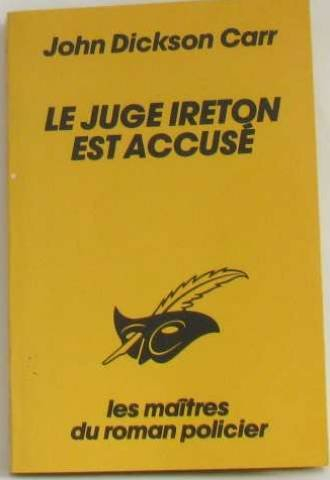 John Dickson Carr
LE JUGE IRETON
EST ACCUSÉ
les maîtres
du roman policier